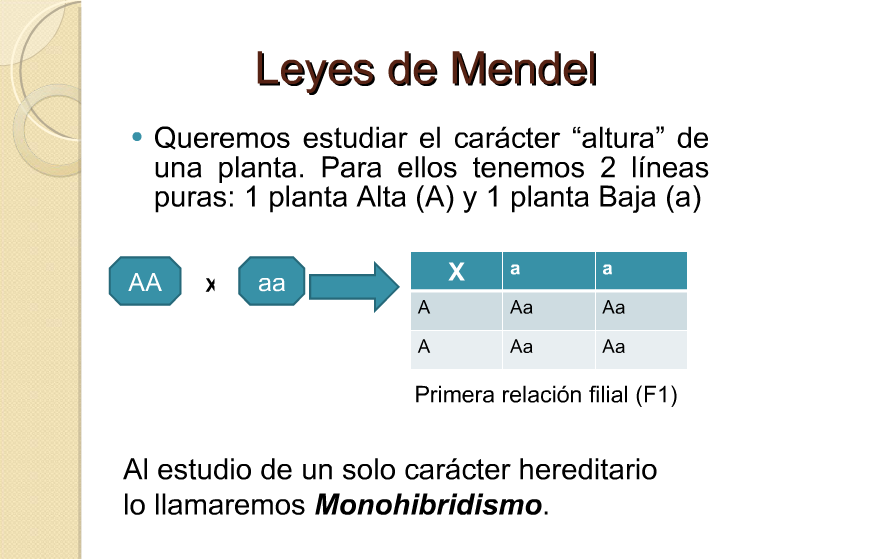 Leyes de Mendel
• Queremos estudiar el carácter “altura” de
una planta. Para ellos tenemos 2 líneas
puras: 1 planta Alta (A) y 1 planta Baja (a)
AA x aa
X a a
A Aa Aa
A Aa Aa
Primera relación filial (F1)
Al estudio de un solo carácter hereditario
lo llamaremos Monohibridismo.